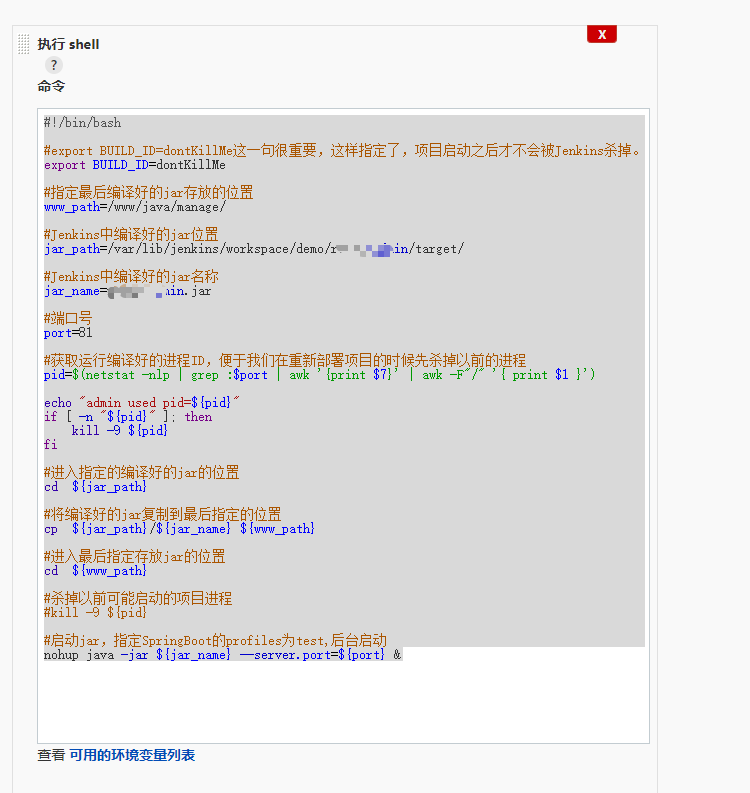 执行 shell
X
?
命令
#!/bin/bash
#export BUILD_ID=dontKillMe这一句很重要，这样指定了，项目启动之后才不会被Jenkins杀掉。
export BUILD_ID=dontKillMe
#指定最后编译好的jar存放的位置
www_path=/www/java/manage/
#Jenkins中编译好的jar位置
jar_path=/var/lib/jenkins/workspace/demo/r in/target/
#Jenkins中编译好的jar名称
jar_name= in.jar
#端口号
port=81
#获取运行编译好的进程ID，便于我们在重新部署项目的时候先杀掉以前的进程
pid=$(netstat -nlp | grep :$port | awk '{print $7}' | awk -F"/" '{ print $1 }')
echo "admin used pid=${pid}"
if [ -n "${pid}" ]; then
kill -9 ${pid}
fi
#进入指定的编译好的jar的位置
cd  ${jar_path}
#将编译好的jar复制到最后指定的位置
cp  ${jar_path}/${jar_name} ${www_path}
#进入最后指定存放jar的位置
cd  ${www_path}
#杀掉以前可能启动的项目进程
#kill -9 ${pid}
#启动jar，指定SpringBoot的profiles为test,后台启动
nohup java -jar ${jar_name} --server.port=${port} &
查看 可用的环境变量列表